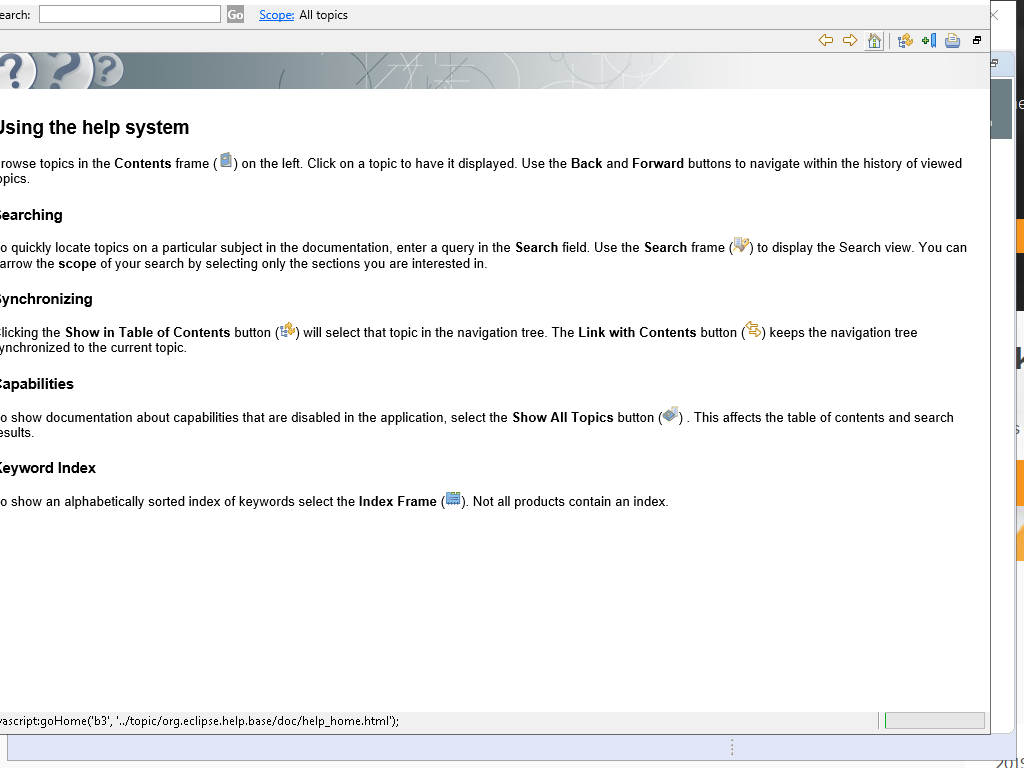 earch: Go Scope: All topics
Using the help system
rowse topics in the Contents frame ( ) on the left. Click on a topic to have it displayed. Use the Back and Forward buttons to navigate within the history of viewed
opics.
Searching
o quickly locate topics on a particular subject in the documentation, enter a query in the Search field. Use the Search frame ( ) to display the Search view. You can
arrow the scope of your search by selecting only the sections you are interested in.
Synchronizing
licking the Show in Table of Contents button ( ) will select that topic in the navigation tree. The Link with Contents button ( ) keeps the navigation tree
ynchronized to the current topic.
Capabilities
o show documentation about capabilities that are disabled in the application, select the Show All Topics button ( ) . This affects the table of contents and search
esults.
Keyword Index
o show an alphabetically sorted index of keywords select the Index Frame ( ). Not all products contain an index.
vascript:goHome('b3', '../topic/org.eclipse.help.base/doc/help_home.html');
2019